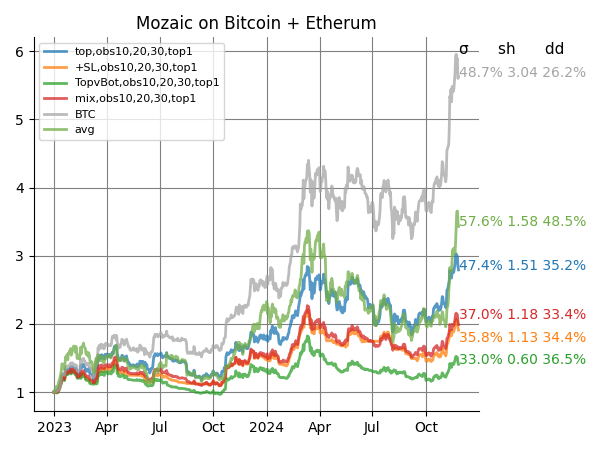 Mozaic on Bitcoin + Etherum
σ sh dd
top,obs10,20,30,top1
+SL,obs10,20,30,top1
TopvBot,obs10,20,30,top1
mix,obs10,20,30,top1
BTC
avg
48.7% 3.04 26.2%
57.6% 1.58 48.5%
47.4% 1.51 35.2%
37.0% 1.18 33.4%
35.8% 1.13 34.4%
33.0% 0.60 36.5%
6
5
4
3
2
1
2023 Apr Jul Oct 2024 Apr Jul Oct